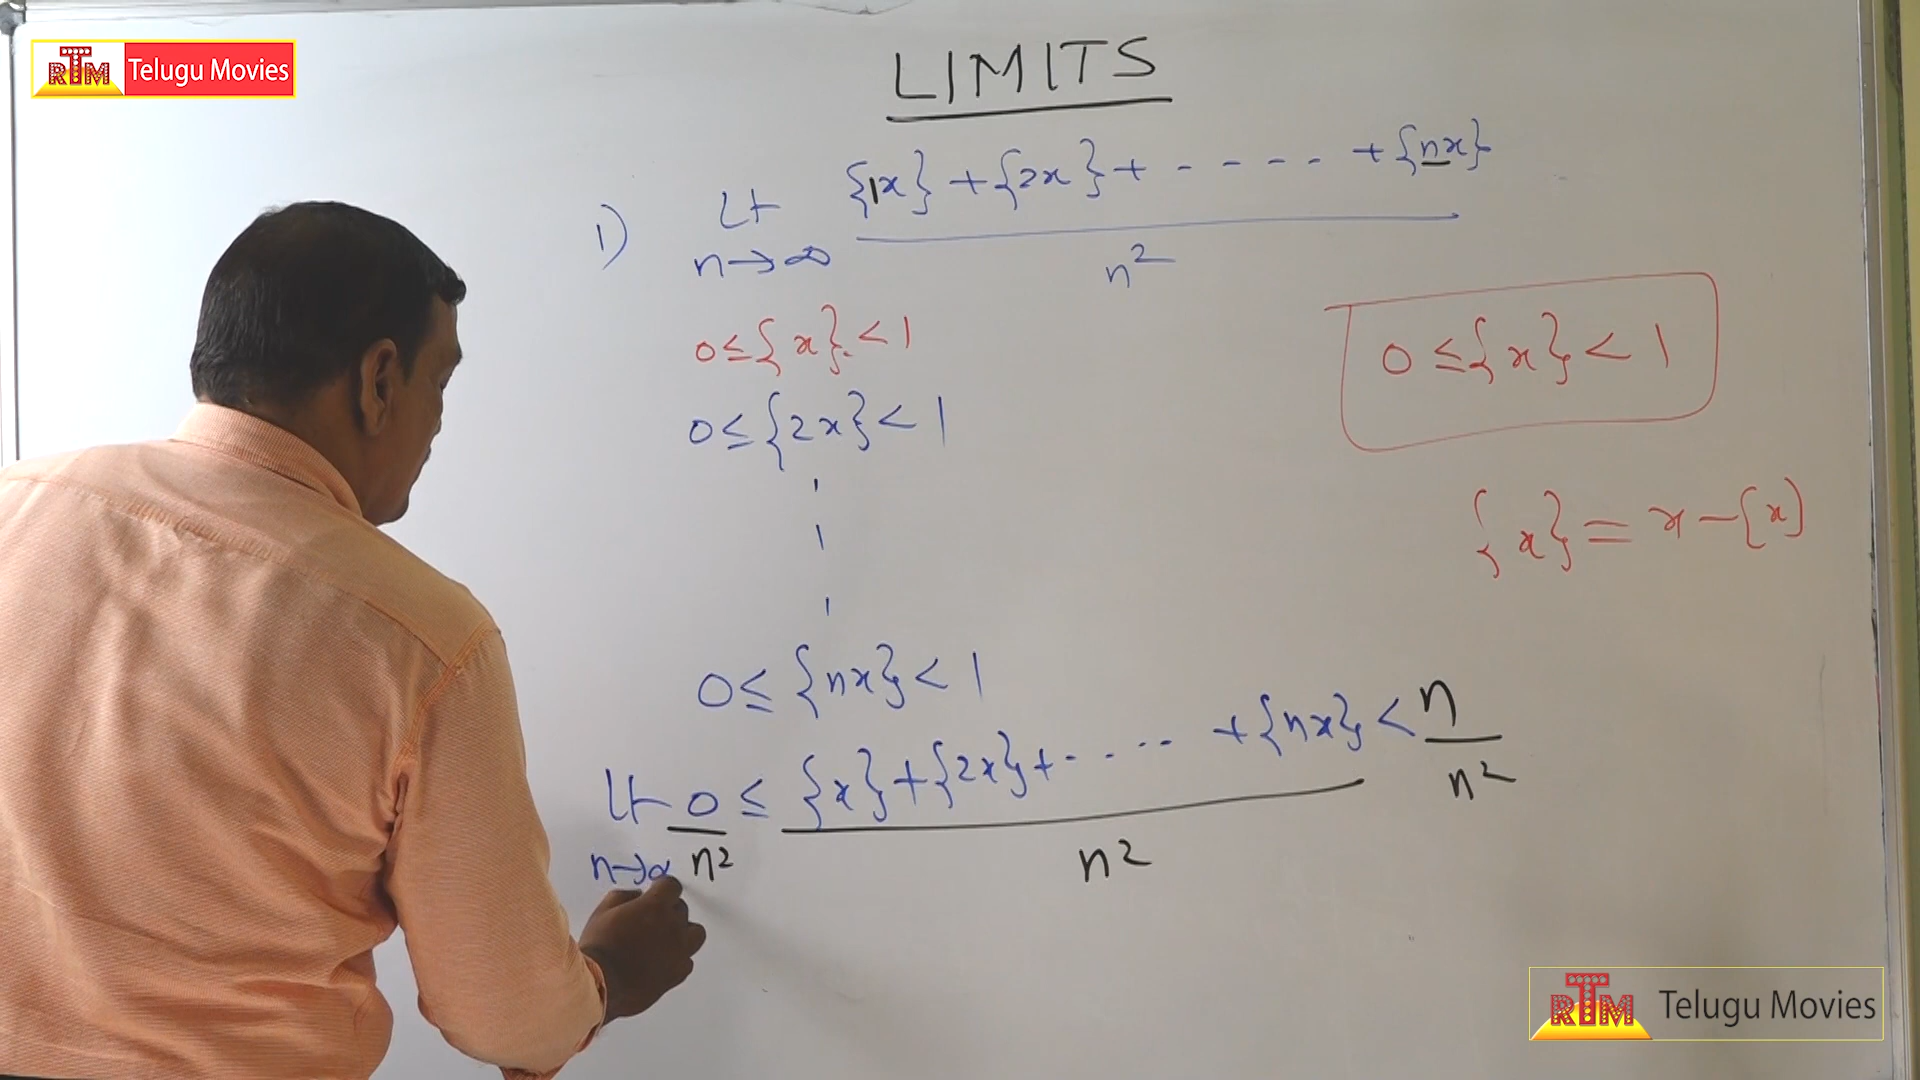 RTM Telugu Movies
LIMITS
1) Lt n→∞ {1x} + {2x} + - - - - + {nx}
n²
0 ≤ {x} < 1
0 ≤ {x} < 1
0 ≤ {2x} < 1
{x} = x - [x]
0 ≤ {nx} < 1
Lt n→∝ 0/n² ≤ {x} + {2x} + - - - - + {nx} < n/n²
n²
RTM Telugu Movies